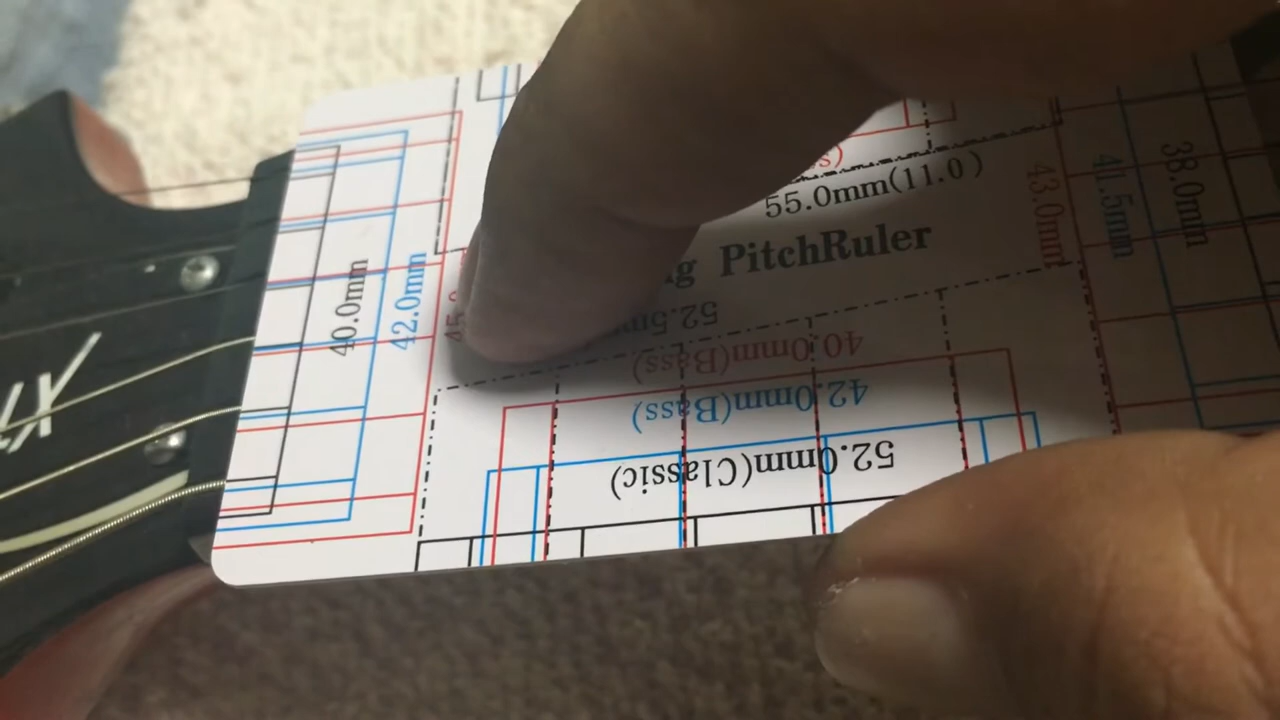 40.0mm
42.0mm
55.0mm(11.0)
PitchRuler
43.0mm
41.5mm
38.0mm
52.5mm
40.0mm(Bass)
42.0mm(Bass)
52.0mm(Classic)